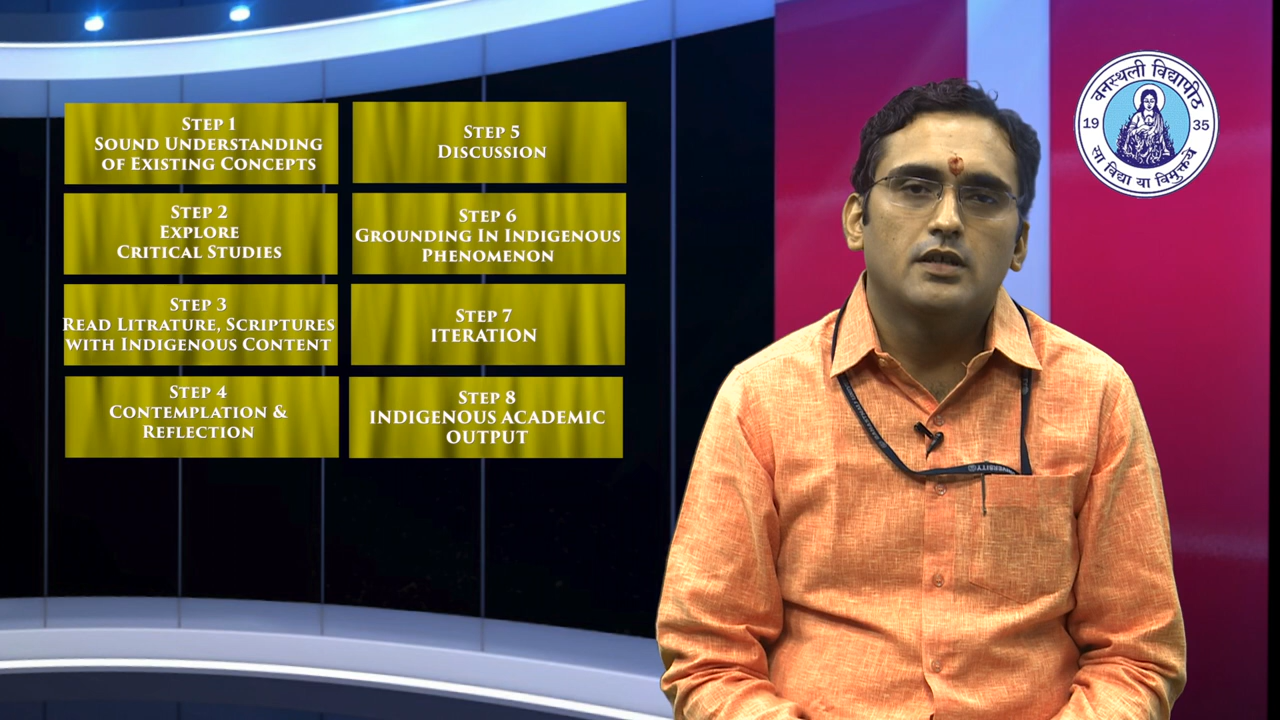 Step 1
Sound Understanding
of Existing Concepts
Step 2
Explore
Critical Studies
Step 3
Read Litrature, Scriptures
with Indigenous Content
Step 4
Contemplation &
Reflection
Step 5
Discussion
Step 6
Grounding In Indigenous
Phenomenon
Step 7
Iteration
Step 8
Indigenous Academic
Output
वनस्थली विद्यापीठ
19 35
सा विद्या या विमुक्तये